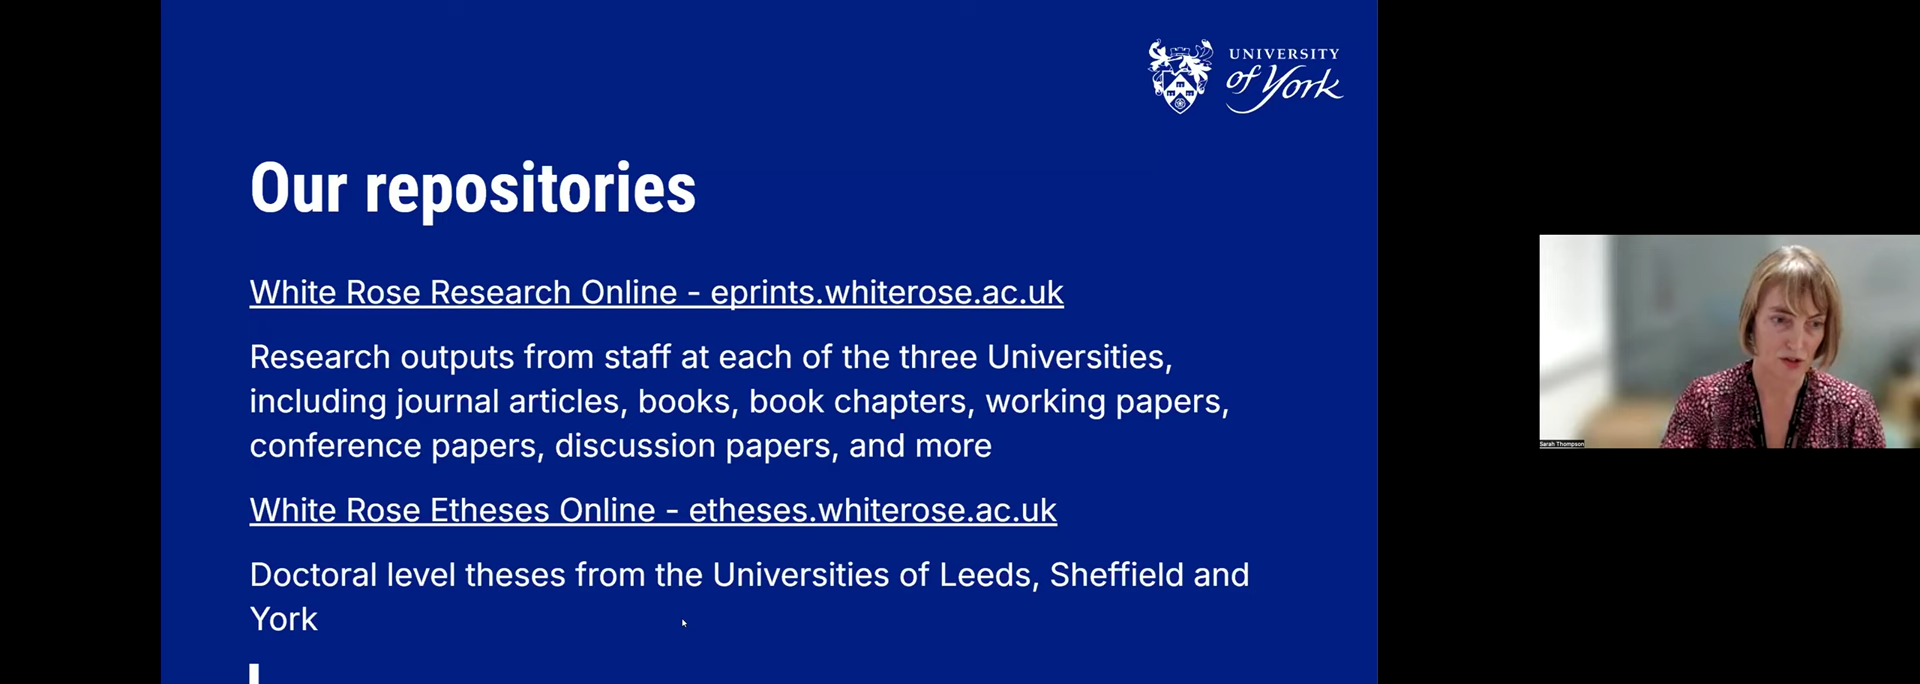 UNIVERSITY
of York
Our repositories
White Rose Research Online - eprints.whiterose.ac.uk
Research outputs from staff at each of the three Universities,
including journal articles, books, book chapters, working papers,
conference papers, discussion papers, and more
White Rose Etheses Online - etheses.whiterose.ac.uk
Doctoral level theses from the Universities of Leeds, Sheffield and
York
Sarah Thompson